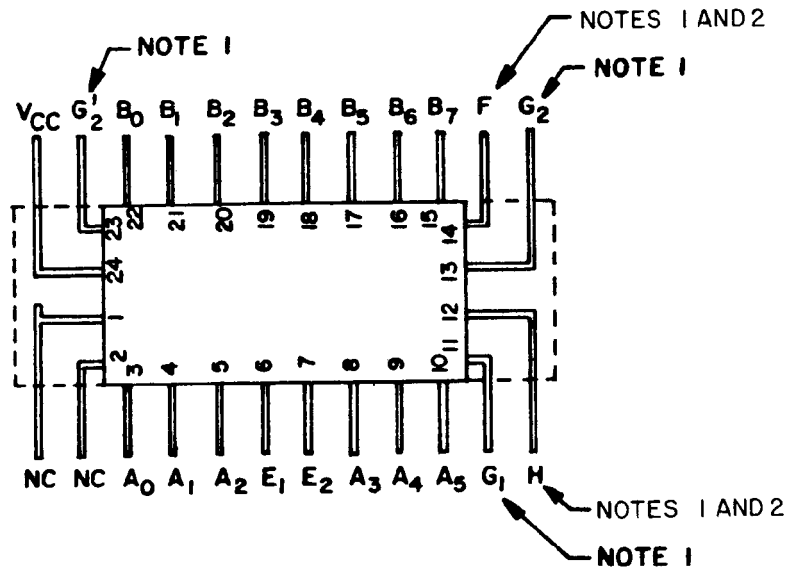 NOTES 1 AND 2
NOTE 1
NOTE 1
VCC G2' B0 B1 B2 B3 B4 B5 B6 B7 F G2
23 22 21 20 19 18 17 16 15 14
24 13
1 12
2 3 4 5 6 7 8 9 10 11
NC NC A0 A1 A2 E1 E2 A3 A4 A5 G1 H
NOTES 1 AND 2
NOTE 1